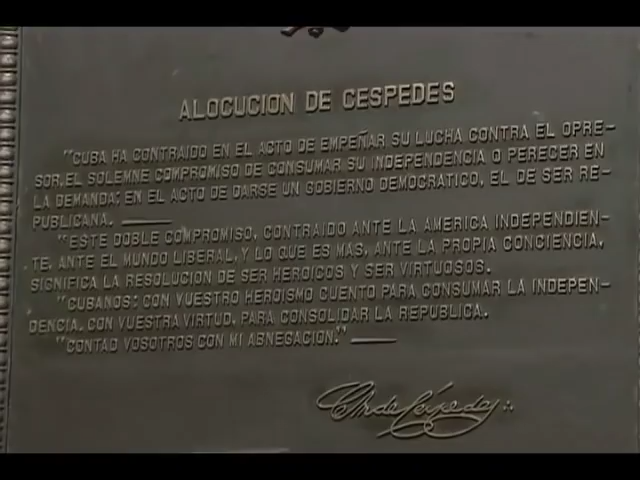 ALOCUCION DE CESPEDES
"CUBA HA CONTRAIDO EN EL ACTO DE EMPEÑAR SU LUCHA CONTRA EL OPRE-
SOR, EL SOLEMNE COMPROMISO DE CONSUMAR SU INDEPENDENCIA O PERECER EN
LA DEMANDA; EN EL ACTO DE DARSE UN GOBIERNO DEMOCRATICO, EL DE SER RE-
PUBLICANA.
"ESTE DOBLE COMPROMISO, CONTRAIDO ANTE LA AMERICA INDEPENDIEN-
TE, ANTE EL MUNDO LIBERAL, Y LO QUE ES MAS, ANTE LA PROPIA CONCIENCIA,
SIGNIFICA LA RESOLUCION DE SER HEROICOS Y SER VIRTUOSOS.
"CUBANOS: CON VUESTRO HEROISMO CUENTO PARA CONSUMAR LA INDEPEN-
DENCIA. CON VUESTRA VIRTUD, PARA CONSOLIDAR LA REPUBLICA.
"CONTAD VOSOTROS CON MI ABNEGACION."
C M de Céspedes